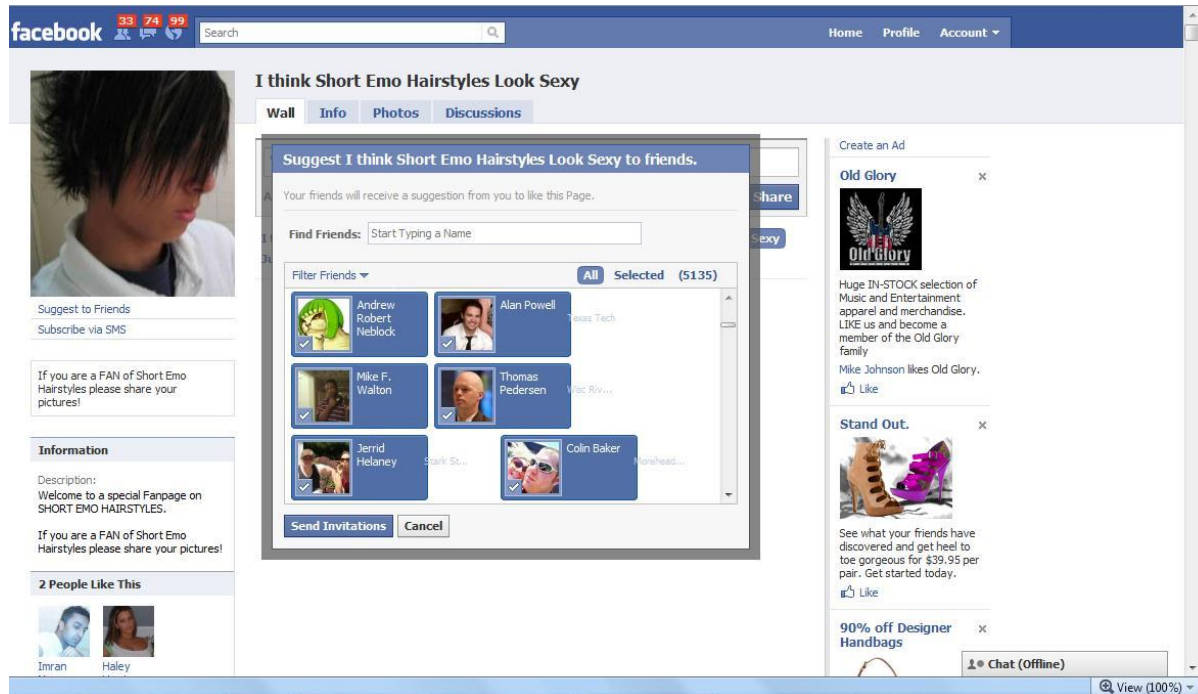 facebook
33 74 99
Search
Home Profile Account
I think Short Emo Hairstyles Look Sexy
Wall Info Photos Discussions
Suggest to Friends
Subscribe via SMS
If you are a FAN of Short Emo
Hairstyles please share your
pictures!
Information
Description:
Welcome to a special Fanpage on
SHORT EMO HAIRSTYLES.
If you are a FAN of Short Emo
Hairstyles please share your pictures!
2 People Like This
Imran
Haley
Suggest I think Short Emo Hairstyles Look Sexy to friends.
Your friends will receive a suggestion from you to like this Page.
Share
Sexy
Find Friends: Start Typing a Name
Filter Friends
All Selected (5135)
Andrew
Robert
Neblock
Alan Powell
Texas Tech
Mike F.
Walton
Thomas
Pedersen
Wac Riv...
Jerrid
Helaney
Stark St...
Colin Baker
Morehead...
Send Invitations Cancel
Create an Ad
Old Glory
Old Glory
Huge IN-STOCK selection of
Music and Entertainment
apparel and merchandise.
LIKE us and become a
member of the Old Glory
family
Mike Johnson likes Old Glory.
Like
Stand Out.
See what your friends have
discovered and get heel to
toe gorgeous for $39.95 per
pair. Get started today.
Like
90% off Designer
Handbags
Chat (Offline)
View (100%)